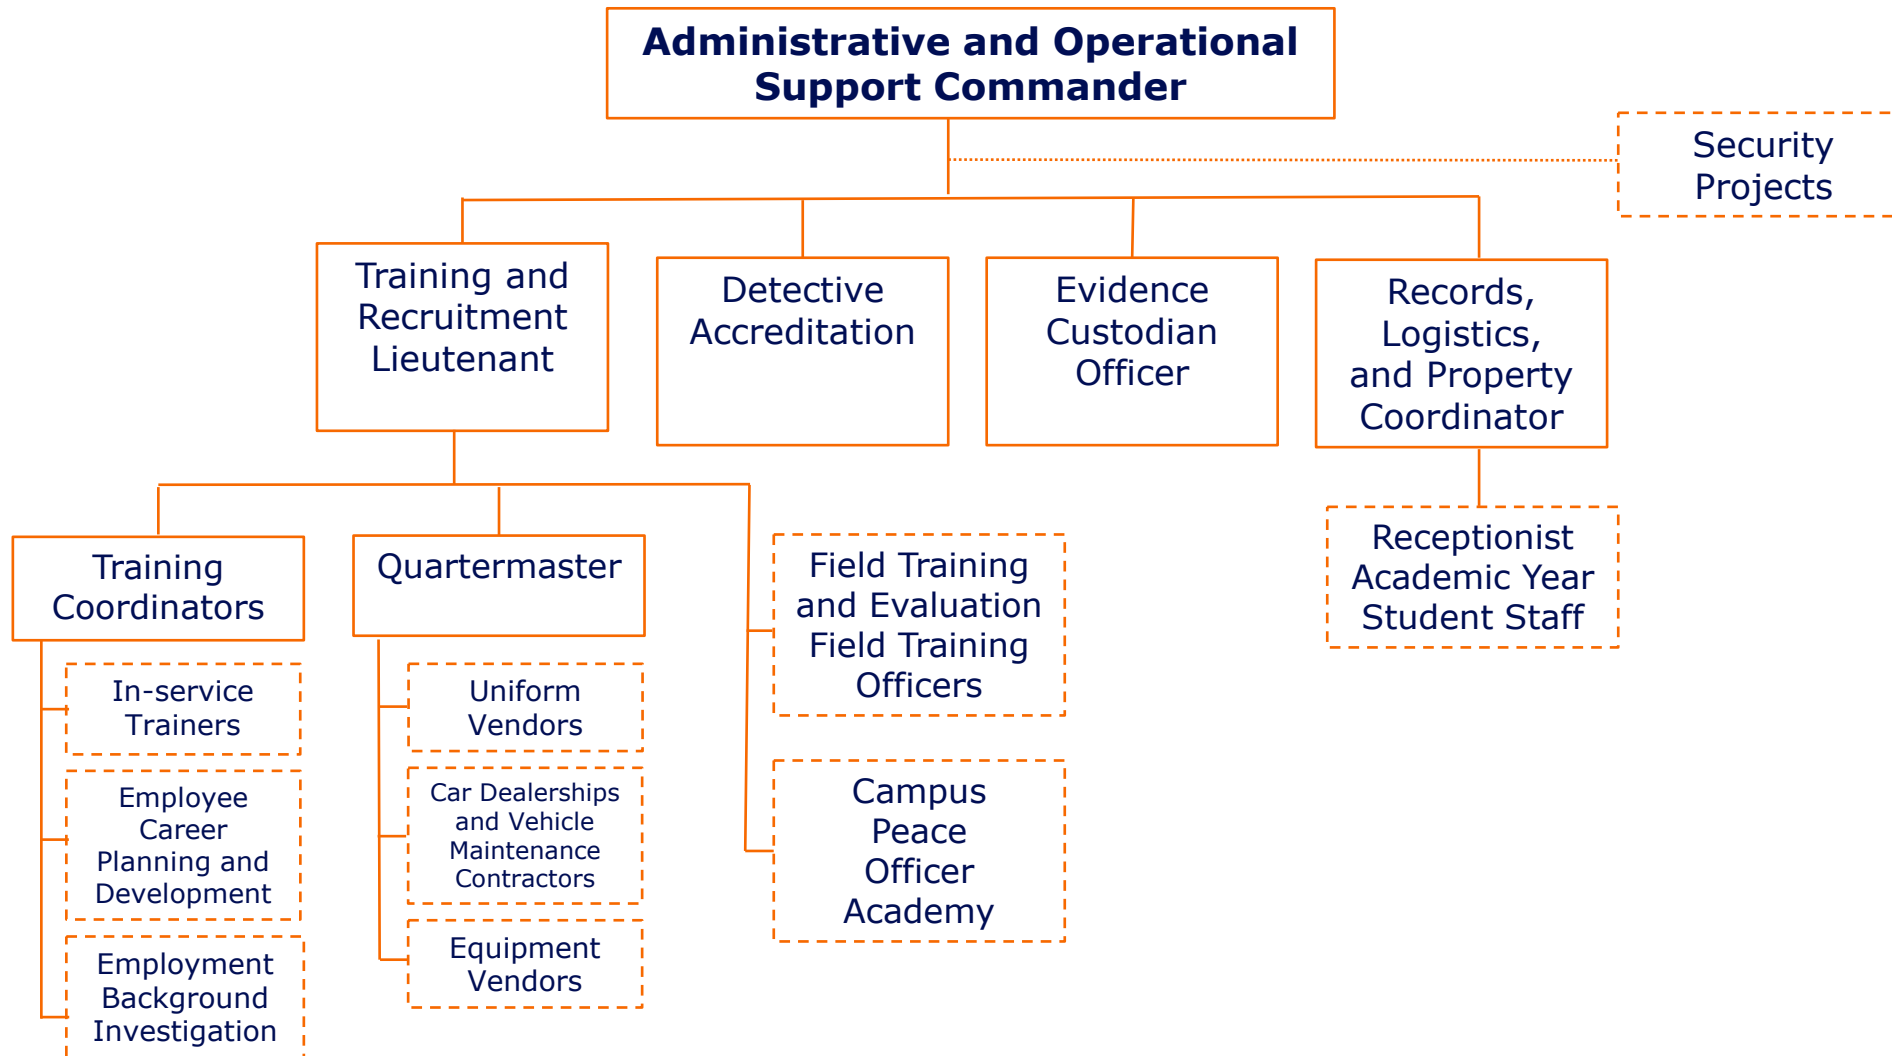 Administrative and Operational
Support Commander
Security
Projects
Training and
Recruitment
Lieutenant
Detective
Accreditation
Evidence
Custodian
Officer
Records,
Logistics,
and Property
Coordinator
Training
Coordinators
Quartermaster
Field Training
and Evaluation
Field Training
Officers
Receptionist
Academic Year
Student Staff
In-service
Trainers
Employee
Career
Planning and
Development
Employment
Background
Investigation
Uniform
Vendors
Car Dealerships
and Vehicle
Maintenance
Contractors
Equipment
Vendors
Campus
Peace
Officer
Academy